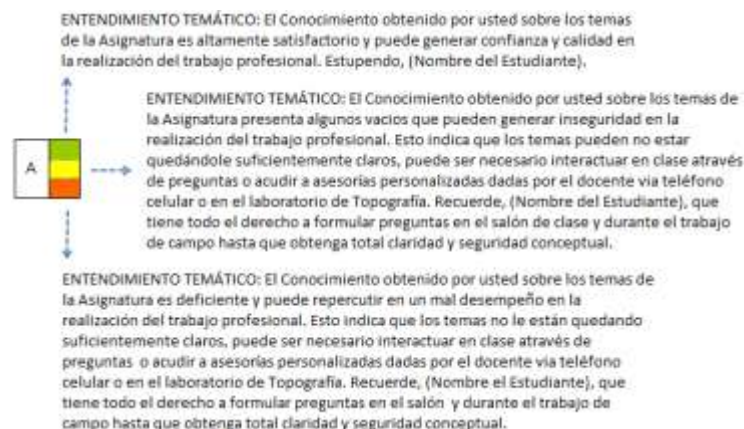 ENTENDIMIENTO TEMÁTICO: El Conocimiento obtenido por usted sobre los temas
de la Asignatura es altamente satisfactorio y puede generar confianza y calidad en
la realización del trabajo profesional. Estupendo, (Nombre del Estudiante).
ENTENDIMIENTO TEMÁTICO: El Conocimiento obtenido por usted sobre los temas de
la Asignatura presenta algunos vacios que pueden generar inseguridad en la
realización del trabajo profesional. Esto indica que los temas pueden no estar
quedándole suficientemente claros, puede ser necesario interactuar en clase através
de preguntas o acudir a asesorías personalizadas dadas por el docente via teléfono
celular o en el laboratorio de Topografía. Recuerde, (Nombre del Estudiante), que
tiene todo el derecho a formular preguntas en el salón de clase y durante el trabajo
de campo hasta que obtenga total claridad y seguridad conceptual.
A
ENTENDIMIENTO TEMÁTICO: El Conocimiento obtenido por usted sobre los temas de
la Asignatura es deficiente y puede repercutir en un mal desempeño en la
realización del trabajo profesional. Esto indica que los temas no le están quedando
suficientemente claros, puede ser necesario interactuar en clase através de
preguntas o acudir a asesorías personalizadas dadas por el docente via teléfono
celular o en el laboratorio de Topografía. Recuerde, (Nombre el Estudiante), que
tiene todo el derecho a formular preguntas en el salón y durante el trabajo de
campo hasta que obtenga total claridad y seguridad conceptual.